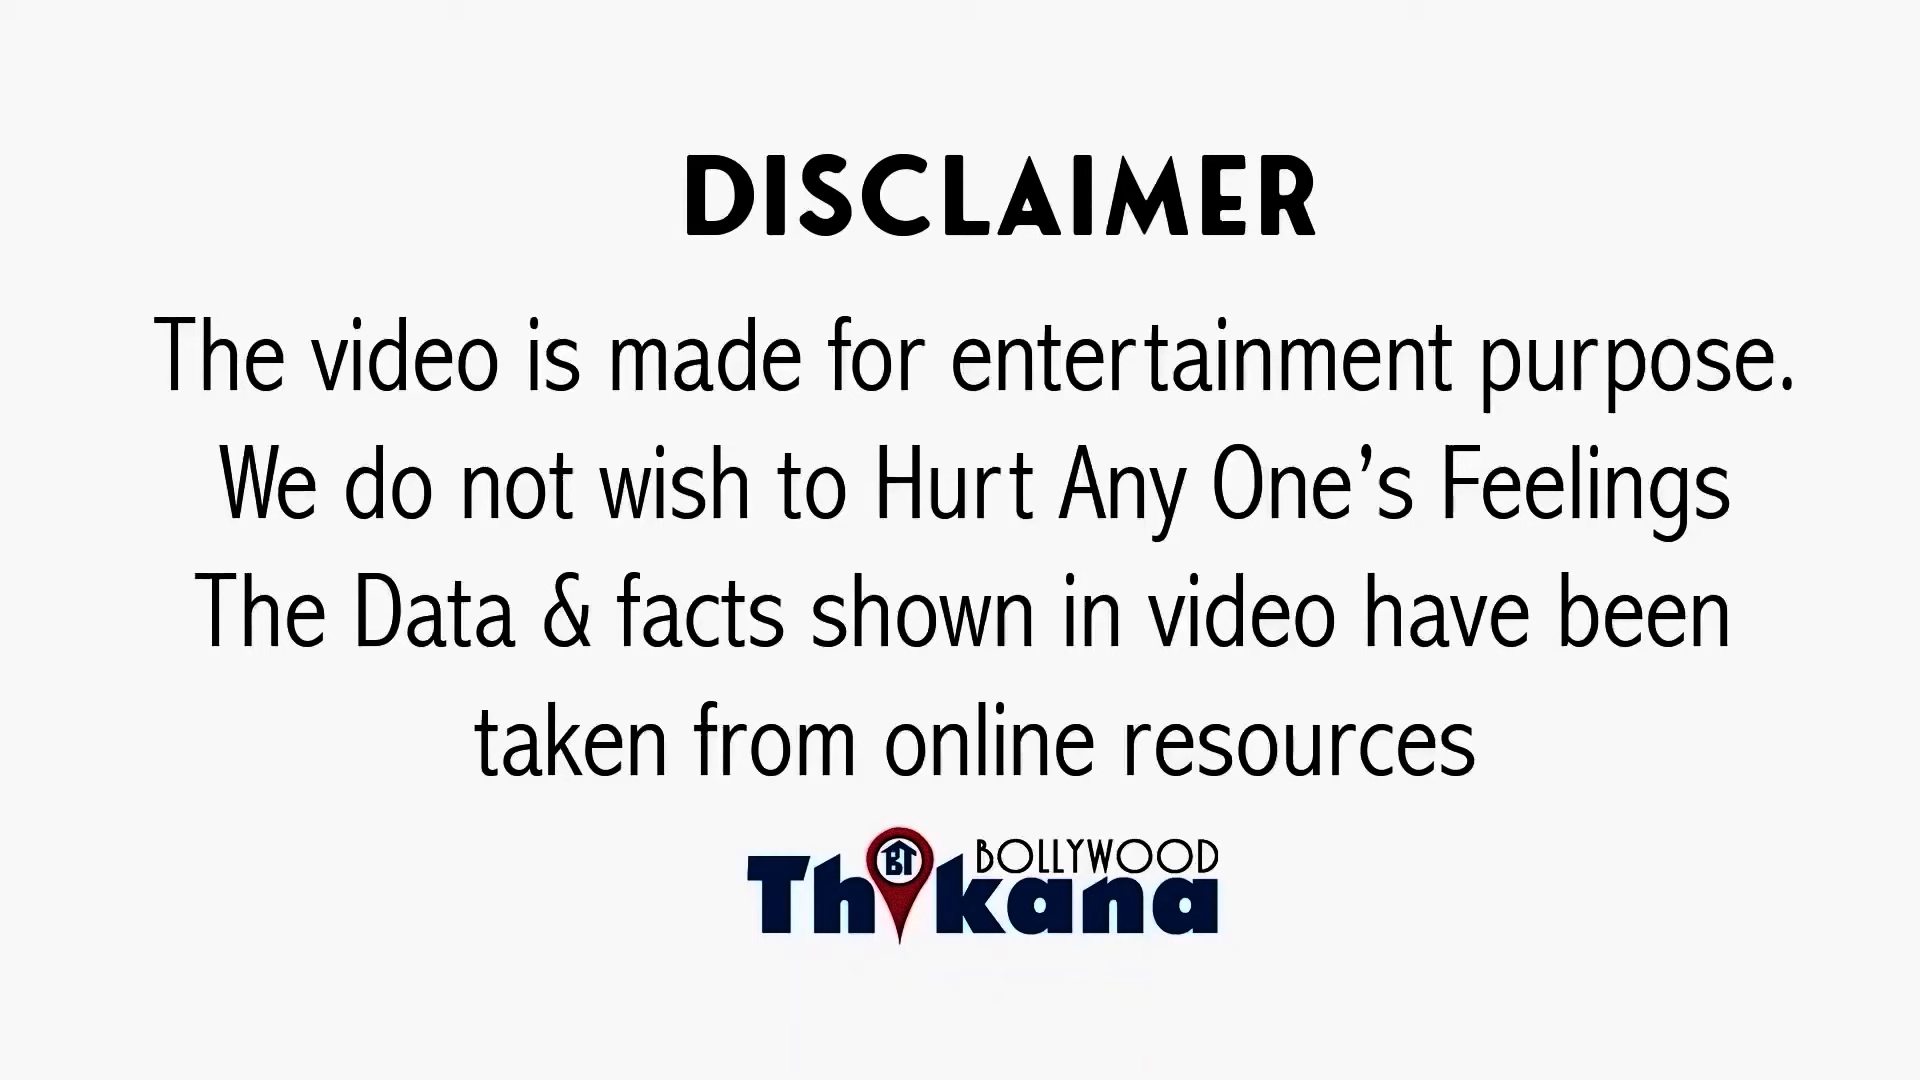 DISCLAIMER
The video is made for entertainment purpose.
We do not wish to Hurt Any One’s Feelings
The Data & facts shown in video have been
taken from online resources
BT
BOLLYWOOD
Thikana